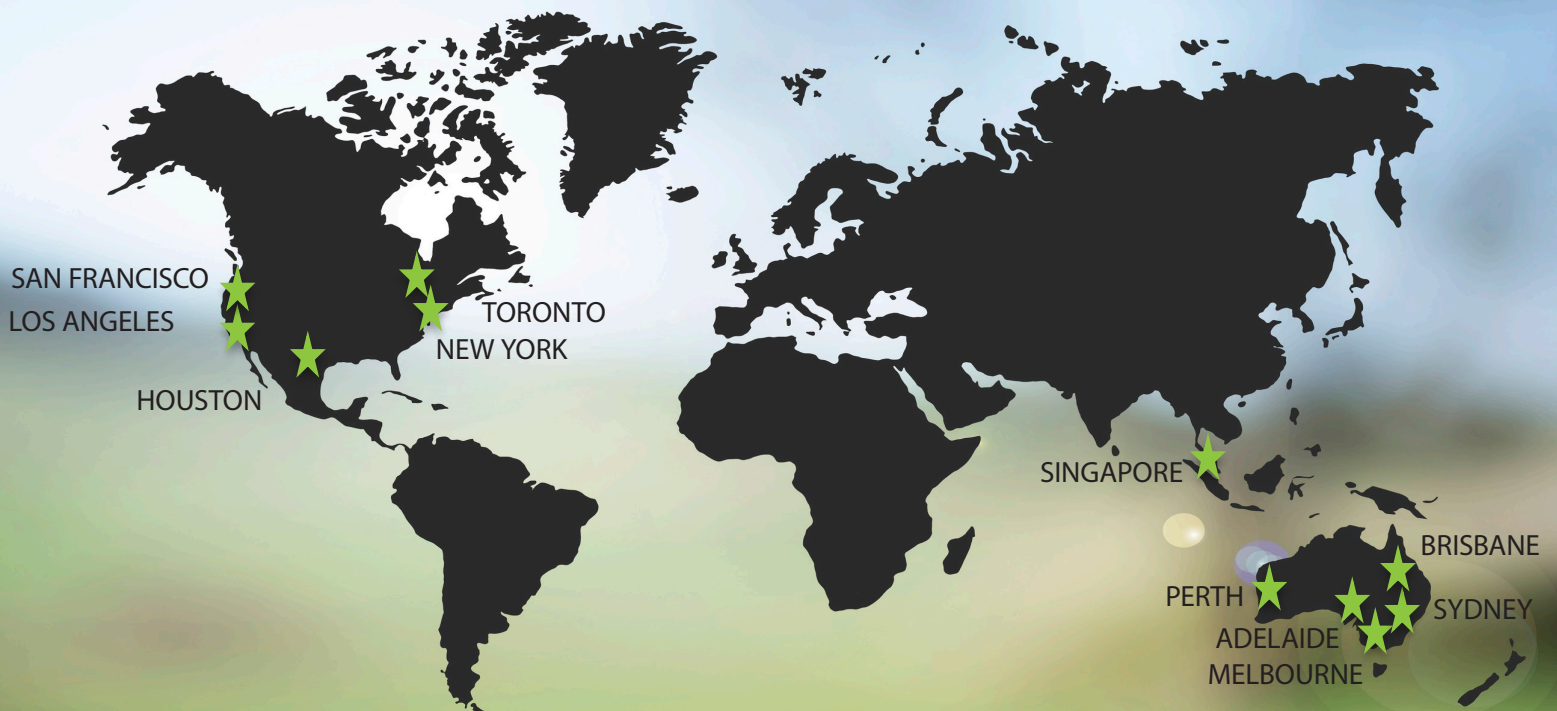 SAN FRANCISCO
LOS ANGELES
HOUSTON
TORONTO
NEW YORK
SINGAPORE
BRISBANE
PERTH
SYDNEY
ADELAIDE
MELBOURNE